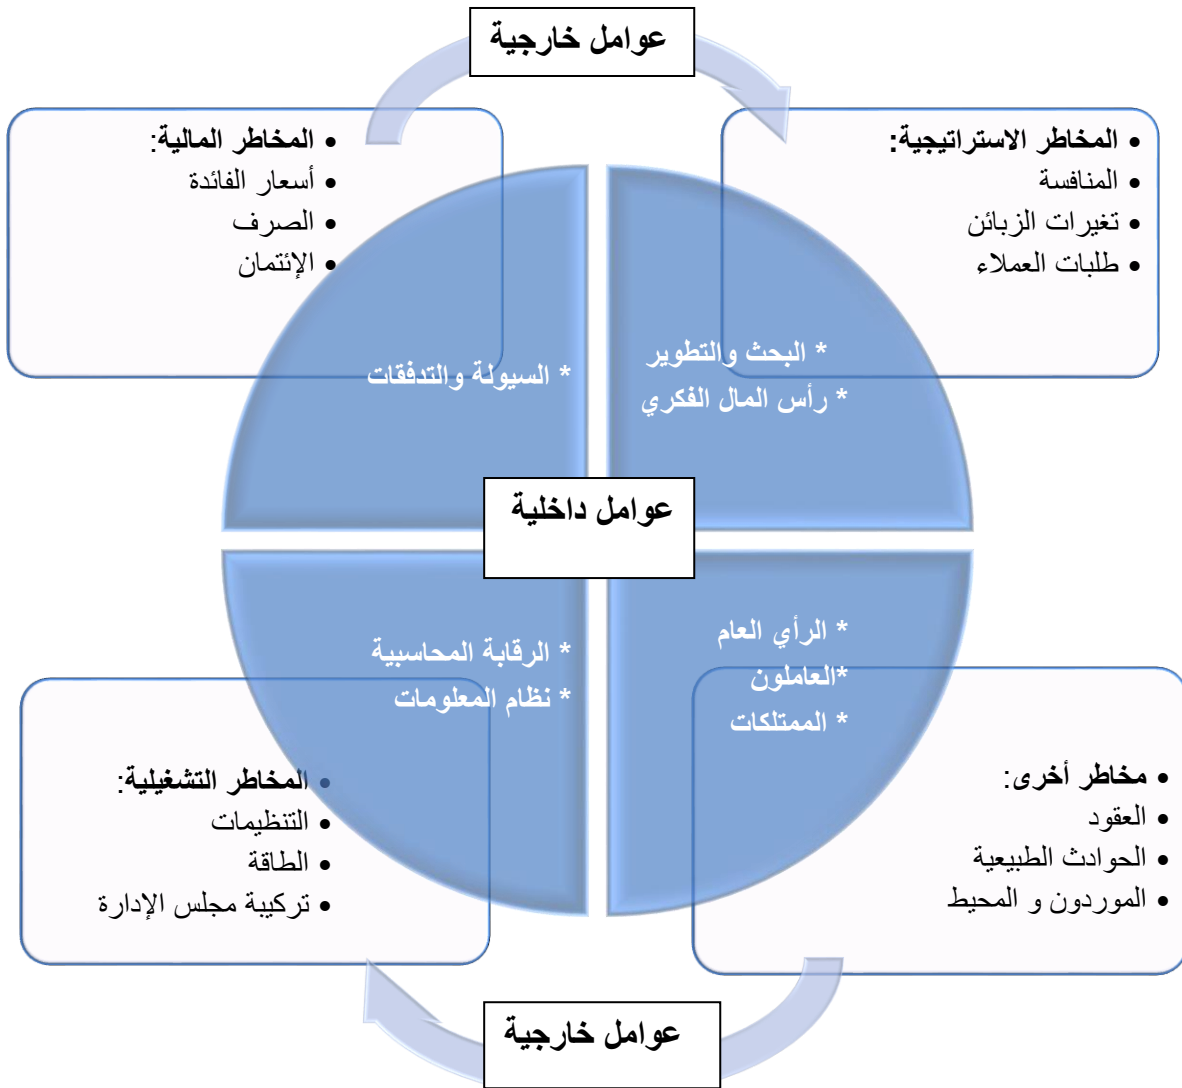 عوامل خارجية
• المخاطر الاستراتيجية:
• المنافسة
• تغيرات الزبائن
• طلبات العملاء
• المخاطر المالية:
• أسعار الفائدة
• الصرف
• الإئتمان
* البحث والتطوير
* رأس المال الفكري
* السيولة والتدفقات
عوامل داخلية
* الرأي العام
*العاملون
* الممتلكات
* الرقابة المحاسبية
* نظام المعلومات
• مخاطر أخرى:
• العقود
• الحوادث الطبيعية
• الموردون و المحيط
• المخاطر التشغيلية:
• التنظيمات
• الطاقة
• تركيبة مجلس الإدارة
عوامل خارجية